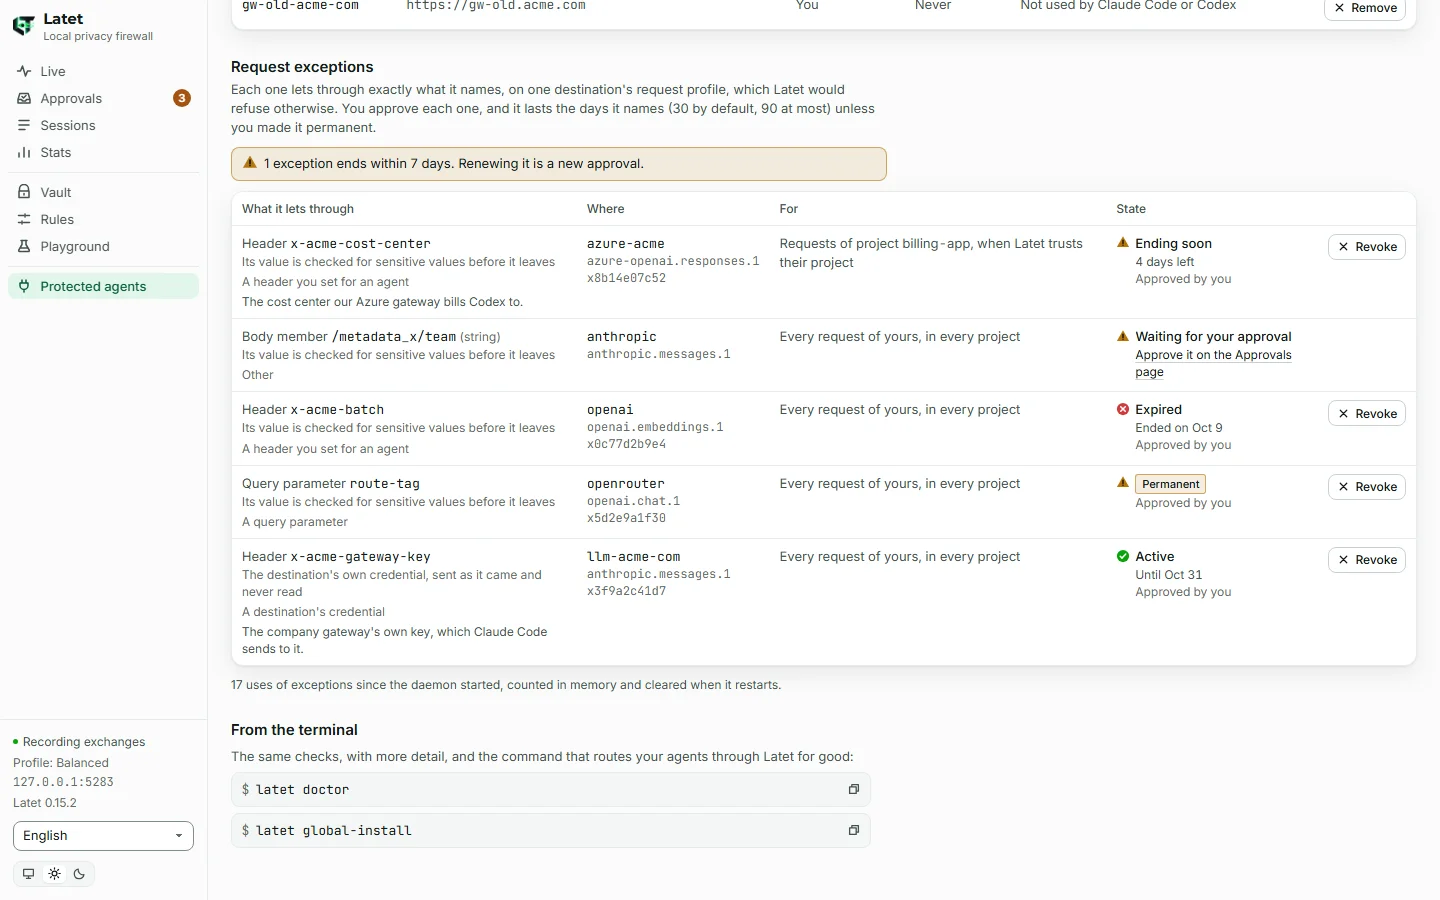 Latet
Local privacy firewall
Live
Approvals 3
Sessions
Stats
Vault
Rules
Playground
Protected agents
Recording exchanges
Profile: Balanced
127.0.0.1:5283
Latet 0.15.2
English
gw-old-acme-com https://gw-old.acme.com You Never Not used by Claude Code or Codex Remove
Request exceptions
Each one lets through exactly what it names, on one destination's request profile, which Latet would
refuse otherwise. You approve each one, and it lasts the days it names (30 by default, 90 at most) unless
you made it permanent.
1 exception ends within 7 days. Renewing it is a new approval.
What it lets through Where For State
Header x-acme-cost-center
Its value is checked for sensitive values before it leaves
A header you set for an agent
The cost center our Azure gateway bills Codex to.
azure-acme
azure-openai.responses.1
x8b14e07c52
Requests of project billing-app, when Latet trusts
their project
Ending soon
4 days left
Approved by you
Revoke
Body member /metadata_x/team (string)
Its value is checked for sensitive values before it leaves
Other
anthropic
anthropic.messages.1
Every request of yours, in every project
Waiting for your approval
Approve it on the Approvals
page
Header x-acme-batch
Its value is checked for sensitive values before it leaves
A header you set for an agent
openai
openai.embeddings.1
x0c77d2b9e4
Every request of yours, in every project
Expired
Ended on Oct 9
Approved by you
Revoke
Query parameter route-tag
Its value is checked for sensitive values before it leaves
A query parameter
openrouter
openai.chat.1
x5d2e9a1f30
Every request of yours, in every project
Permanent
Approved by you
Revoke
Header x-acme-gateway-key
The destination's own credential, sent as it came and
never read
A destination's credential
The company gateway's own key, which Claude Code
sends to it.
llm-acme-com
anthropic.messages.1
x3f9a2c41d7
Every request of yours, in every project
Active
Until Oct 31
Approved by you
Revoke
17 uses of exceptions since the daemon started, counted in memory and cleared when it restarts.
From the terminal
The same checks, with more detail, and the command that routes your agents through Latet for good:
$ latet doctor
$ latet global-install